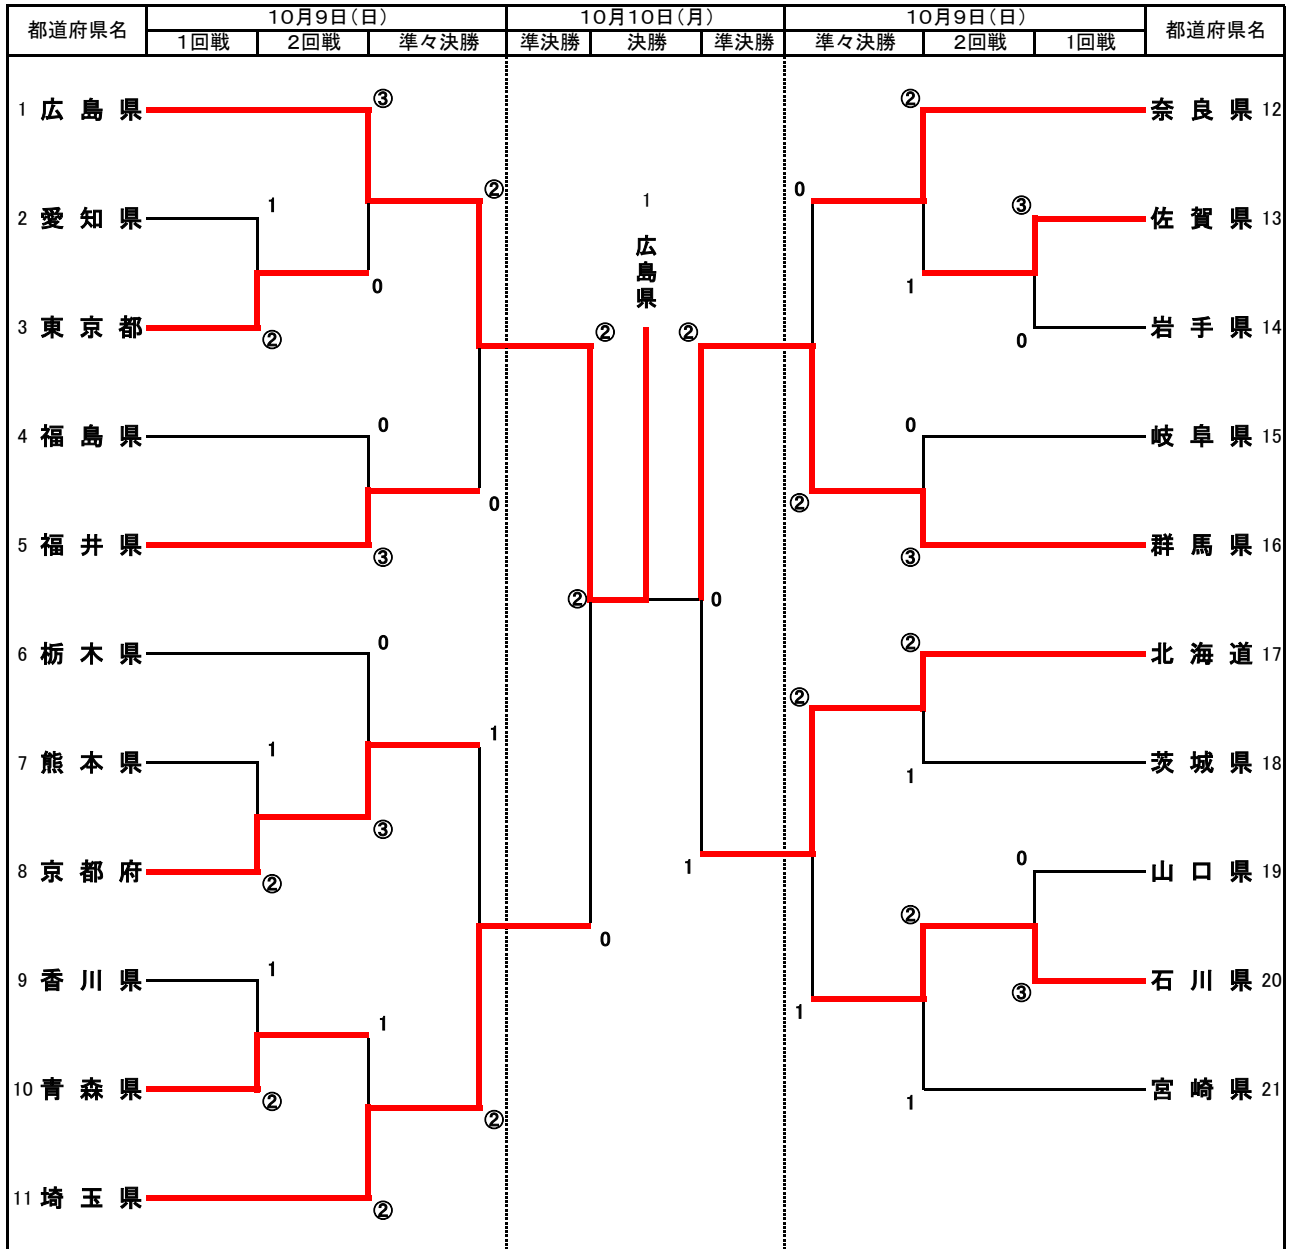 都道府県名 10月9日(日) 10月10日(月) 10月9日(日) 都道府県名
1回戦 2回戦 準々決勝 準決勝 決勝 準決勝 準々決勝 2回戦 1回戦
③ ②
1 広島県 奈良県 12
② 0
1 1 ③
2 愛知県 佐賀県 13
広島県
0 1
3 東京都 岩手県 14
② ② ② 0
0 0
4 福島県 岐阜県 15
0 ②
5 福井県 群馬県 16
③ ③
② 0
0 ②
6 栃木県 北海道 17
②
1
1
7 熊本県 茨城県 18
1
③
0
1
8 京都府 山口県 19
②
②
0
1
9 香川県 石川県 20
③
1
1
10 青森県 宮崎県 21
② 1
②
11 埼玉県
②